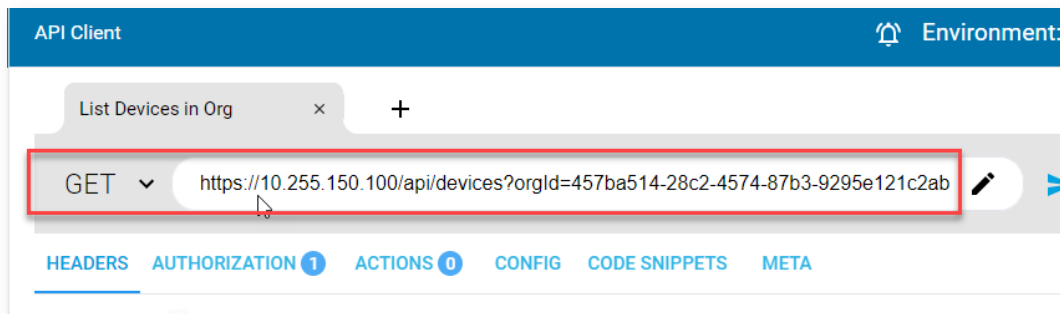 API Client
Environment:
List Devices in Org × +
GET https://10.255.150.100/api/devices?orgId=457ba514-28c2-4574-87b3-9295e121c2ab
HEADERS AUTHORIZATION 1 ACTIONS 0 CONFIG CODE SNIPPETS META